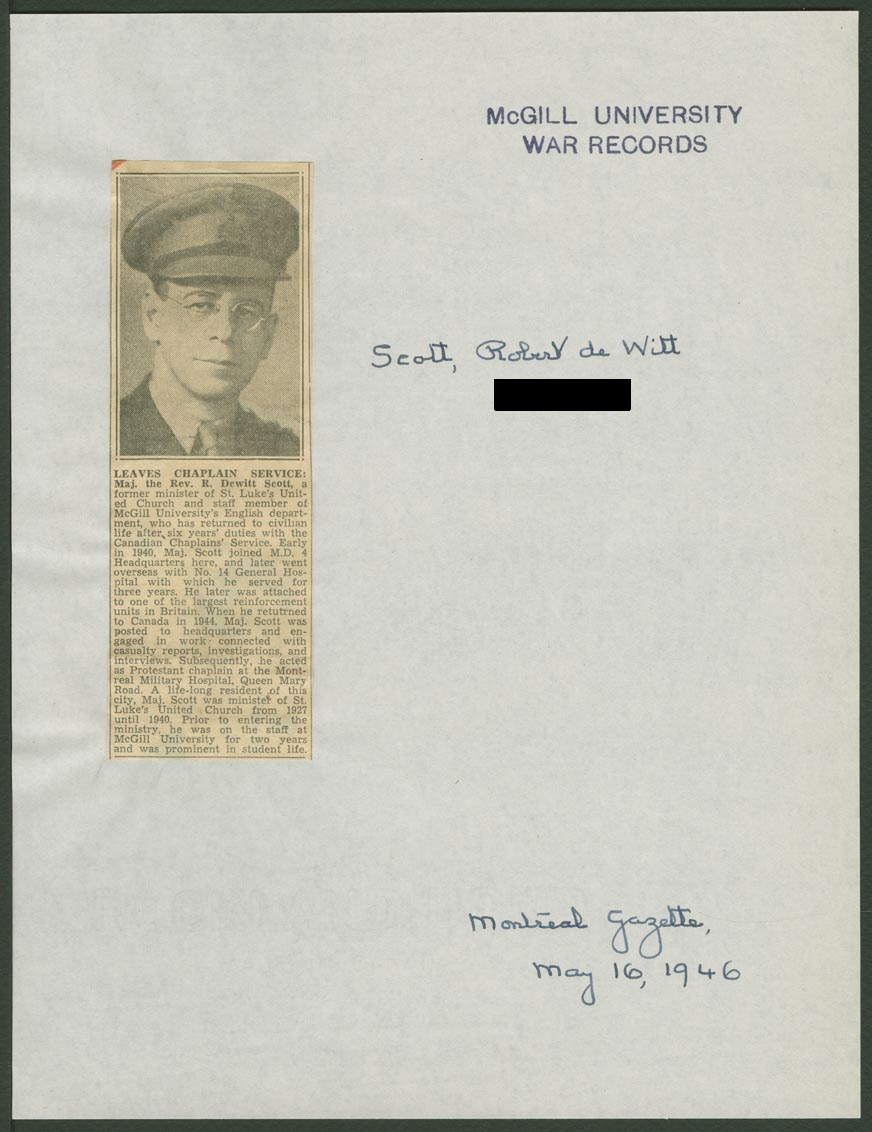 McGILL UNIVERSITY
WAR RECORDS
Scott, Robert de Witt
LEAVES CHAPLAIN SERVICE:
Maj. the Rev. R. Dewitt Scott, a
former minister of St. Luke's Unit-
ed Church and staff member of
McGill University's English depart-
ment, who has returned to civilian
life after six years' duties with the
Canadian Chaplains' Service. Early
in 1940, Maj. Scott joined M.D. 4
Headquarters here, and later went
overseas with No. 14 General Hos-
pital with which he served for
three years. He later was attached
to one of the largest reinforcement
units in Britain. When he retutrned
to Canada in 1944, Maj. Scott was
posted to headquarters and en-
gaged in work connected with
casualty reports, investigations, and
interviews. Subsequently, he acted
as Protestant chaplain at the Mont-
real Military Hospital, Queen Mary
Road. A life-long resident of this
city, Maj. Scott was minister of St.
Luke's United Church from 1927
until 1940. Prior to entering the
ministry, he was on the staff at
McGill University for two years
and was prominent in student life.
Montreal Gazette,
May 16, 1946